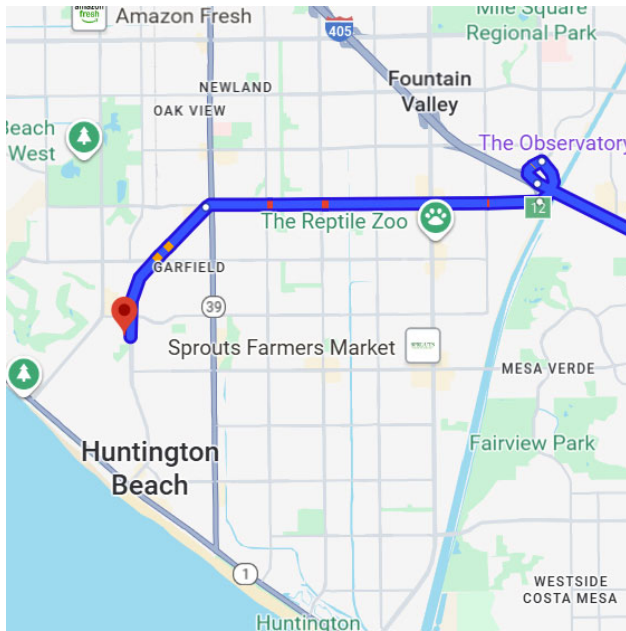 amazon
fresh
Amazon Fresh
405
Mile Square
Regional Park
Fountain
Valley
NEWLAND
OAK VIEW
Beach
West
The Observatory
12
The Reptile Zoo
GARFIELD
39
Sprouts Farmers Market
SPROUTS
MESA VERDE
Huntington
Beach
Fairview Park
1
WESTSIDE
COSTA MESA
Huntington